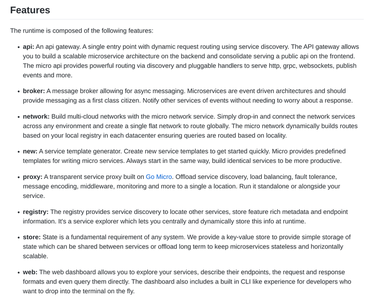 Features
The runtime is composed of the following features:
• api: An api gateway. A single entry point with dynamic request routing using service discovery. The API gateway allows
you to build a scalable microservice architecture on the backend and consolidate serving a public api on the frontend.
The micro api provides powerful routing via discovery and pluggable handlers to serve http, grpc, websockets, publish
events and more.
• broker: A message broker allowing for async messaging. Microservices are event driven architectures and should
provide messaging as a first class citizen. Notify other services of events without needing to worry about a response.
• network: Build multi-cloud networks with the micro network service. Simply drop-in and connect the network services
across any environment and create a single flat network to route globally. The micro network dynamically builds routes
based on your local registry in each datacenter ensuring queries are routed based on locality.
• new: A service template generator. Create new service templates to get started quickly. Micro provides predefined
templates for writing micro services. Always start in the same way, build identical services to be more productive.
• proxy: A transparent service proxy built on Go Micro. Offload service discovery, load balancing, fault tolerance,
message encoding, middleware, monitoring and more to a single a location. Run it standalone or alongside your
service.
• registry: The registry provides service discovery to locate other services, store feature rich metadata and endpoint
information. It's a service explorer which lets you centrally and dynamically store this info at runtime.
• store: State is a fundamental requirement of any system. We provide a key-value store to provide simple storage of
state which can be shared between services or offload long term to keep microservices stateless and horizontally
scalable.
• web: The web dashboard allows you to explore your services, describe their endpoints, the request and response
formats and even query them directly. The dashboard also includes a built in CLI like experience for developers who
want to drop into the terminal on the fly.